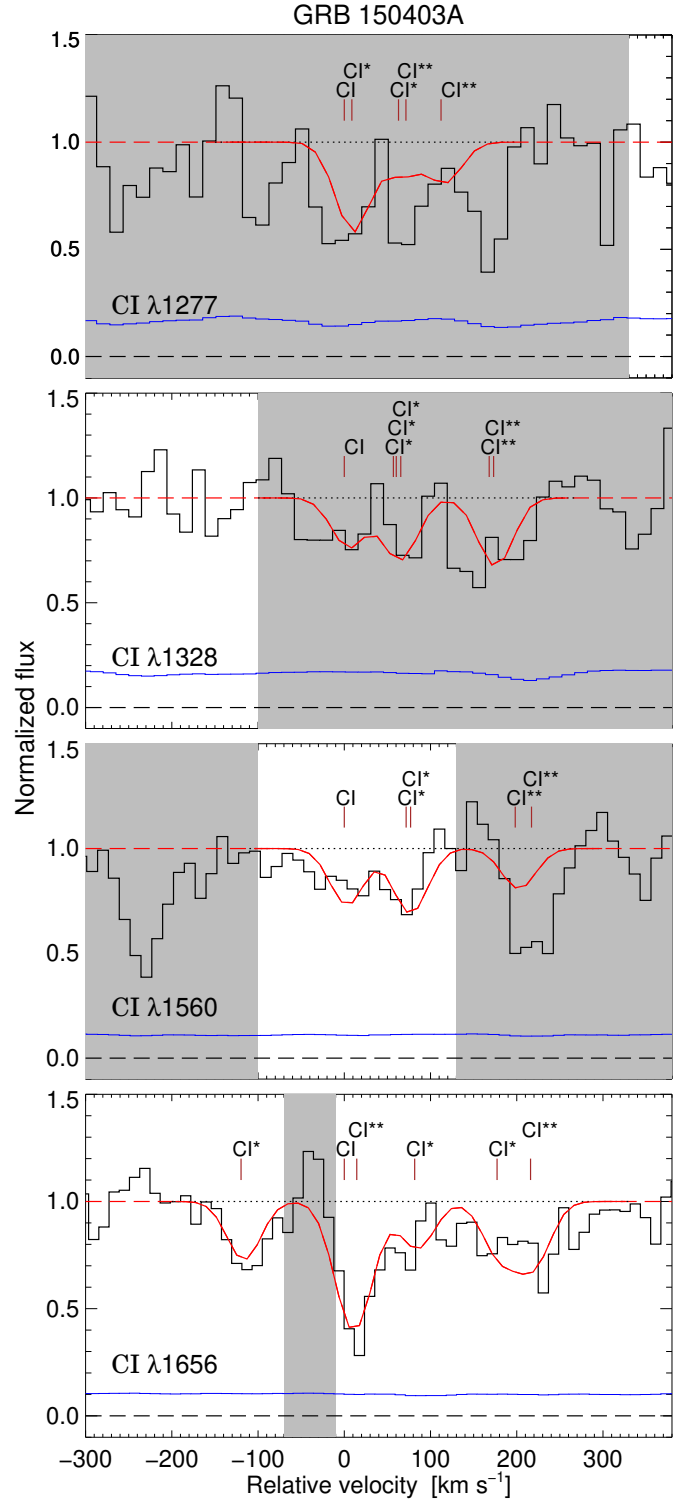 GRB 150403A
1.5
CI* CI**
CI CI* CI**
1.0
0.5
CI λ1277
0.0
1.5
CI*
CI* CI**
CI CI* CI**
1.0
0.5
CI λ1328
0.0
Normalized flux
1.5
CI* CI**
CI CI* CI**
1.0
0.5
CI λ1560
0.0
1.5
CI** CI**
CI* CI CI* CI*
1.0
0.5
CI λ1656
0.0
−300 −200 −100 0 100 200 300
Relative velocity [km s⁻¹]